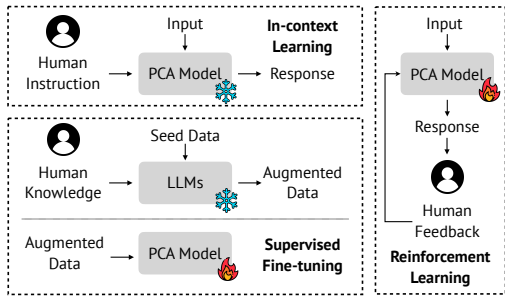 Input
In-context
Learning
Human
Instruction
PCA Model
Response
Seed Data
Human
Knowledge
LLMs
Augmented
Data
Augmented
Data
PCA Model
Supervised
Fine-tuning
Input
PCA Model
Response
Human
Feedback
Reinforcement
Learning